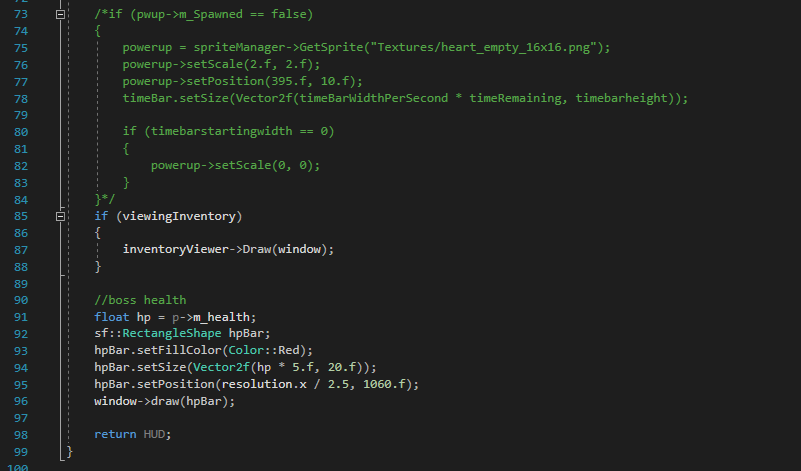 73 /*if (pwup->m_Spawned == false)
74 {
75 powerup = spriteManager->GetSprite("Textures/heart_empty_16x16.png");
76 powerup->setScale(2.f, 2.f);
77 powerup->setPosition(395.f, 10.f);
78 timeBar.setSize(Vector2f(timeBarWidthPerSecond * timeRemaining, timebarheight));
79
80 if (timebarstartingwidth == 0)
81 {
82 powerup->setScale(0, 0);
83 }
84 }*/
85 if (viewingInventory)
86 {
87 inventoryViewer->Draw(window);
88 }
89
90 //boss health
91 float hp = p->m_health;
92 sf::RectangleShape hpBar;
93 hpBar.setFillColor(Color::Red);
94 hpBar.setSize(Vector2f(hp * 5.f, 20.f));
95 hpBar.setPosition(resolution.x / 2.5, 1060.f);
96 window->draw(hpBar);
97
98 return HUD;
99 }
100